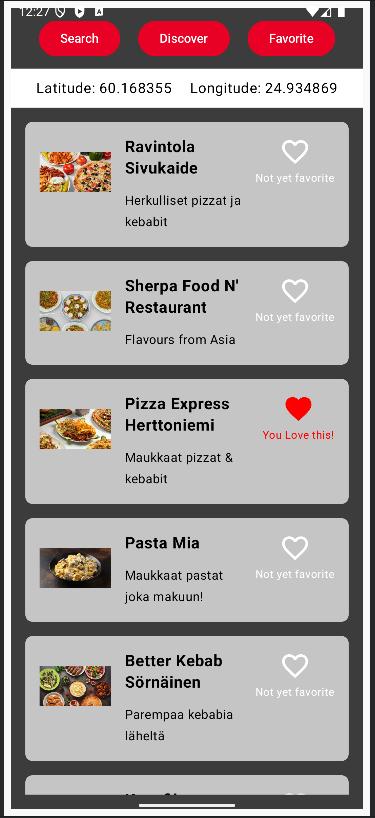 12:27
Search Discover Favorite
Latitude: 60.168355 Longitude: 24.934869
Ravintola
Sivukaide
Herkulliset pizzat ja
kebabit
Not yet favorite
Sherpa Food N'
Restaurant
Flavours from Asia
Not yet favorite
Pizza Express
Herttoniemi
Maukkaat pizzat &
kebabit
You Love this!
Pasta Mia
Maukkaat pastat
joka makuun!
Not yet favorite
Better Kebab
Sörnäinen
Parempaa kebabia
läheltä
Not yet favorite